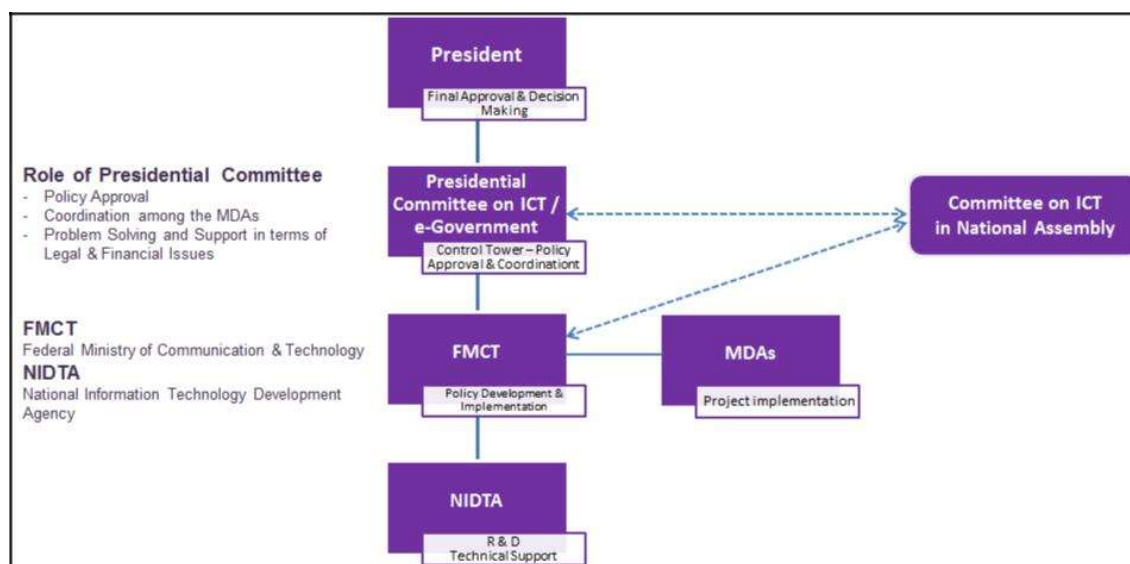 President
Final Approval & Decision
Making
Role of Presidential Committee
- Policy Approval
- Coordination among the MDAs
- Problem Solving and Support in terms of
Legal & Financial Issues
Presidential
Committee on ICT /
e-Government
Control Tower – Policy
Approval & Coordinationt
Committee on ICT
in National Assembly
FMCT
Federal Ministry of Communication & Technology
NIDTA
National Information Technology Development
Agency
FMCT
Policy Development &
Implementation
MDAs
Project implementation
NIDTA
R & D
Technical Support